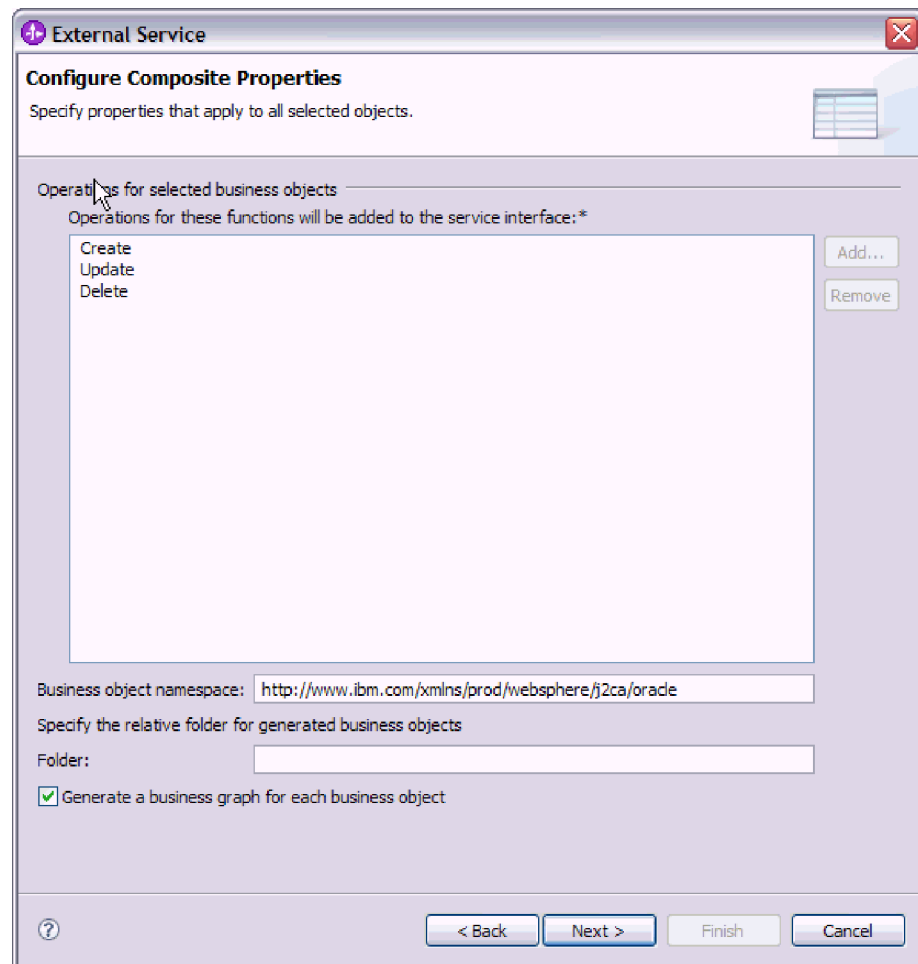 External Service
Configure Composite Properties
Specify properties that apply to all selected objects.
Operations for selected business objects
Operations for these functions will be added to the service interface:*
Create
Update
Delete
Add...
Remove
Business object namespace: http://www.ibm.com/xmlns/prod/websphere/j2ca/oracle
Specify the relative folder for generated business objects
Folder:
Generate a business graph for each business object
? < Back Next > Finish Cancel